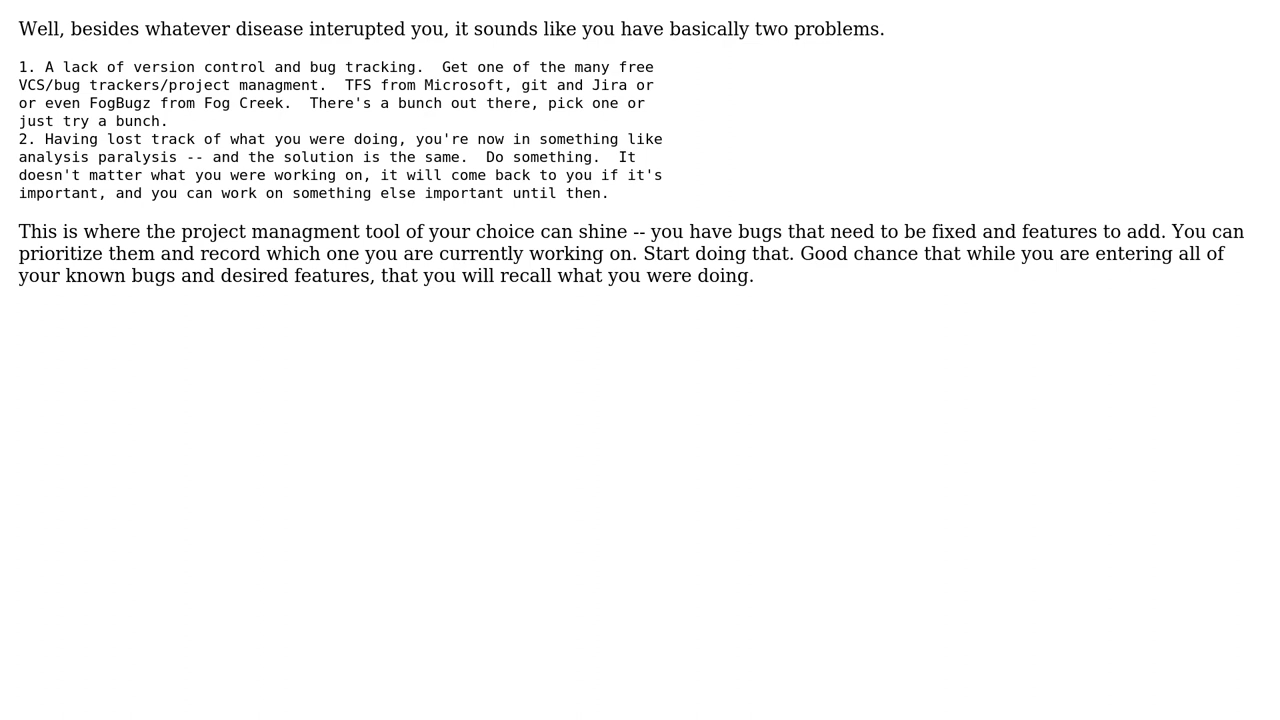 Well, besides whatever disease interupted you, it sounds like you have basically two problems.
1. A lack of version control and bug tracking.  Get one of the many free
VCS/bug trackers/project managment.  TFS from Microsoft, git and Jira or
or even FogBugz from Fog Creek.  There's a bunch out there, pick one or
just try a bunch.
2. Having lost track of what you were doing, you're now in something like
analysis paralysis -- and the solution is the same.  Do something.  It
doesn't matter what you were working on, it will come back to you if it's
important, and you can work on something else important until then.
This is where the project managment tool of your choice can shine -- you have bugs that need to be fixed and features to add. You can
prioritize them and record which one you are currently working on. Start doing that. Good chance that while you are entering all of
your known bugs and desired features, that you will recall what you were doing.